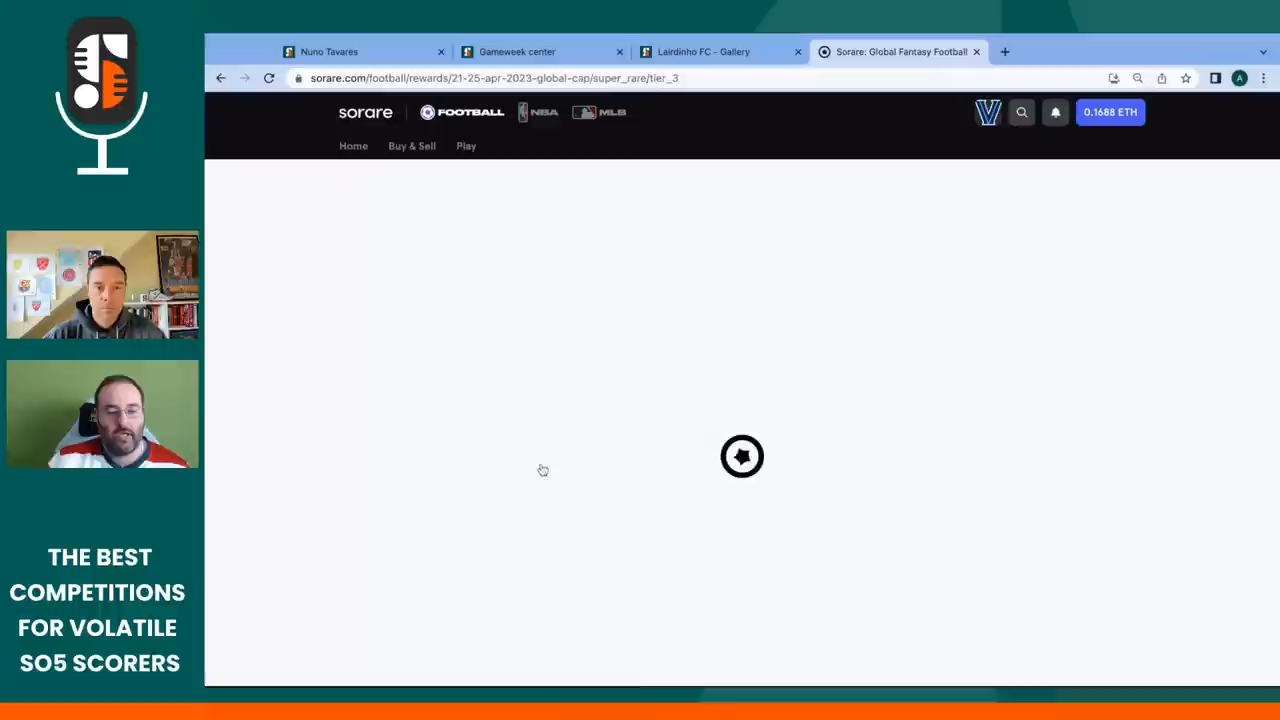 Nuno Tavares
Gameweek center
Lairdinho FC - Gallery
Sorare: Global Fantasy Football
sorare.com/football/rewards/21-25-apr-2023-global-cap/super_rare/tier_3
A
sorare
FOOTBALL
NBA
MLB
0.1688 ETH
Home
Buy & Sell
Play
THE BEST
COMPETITIONS
FOR VOLATILE
SO5 SCORERS